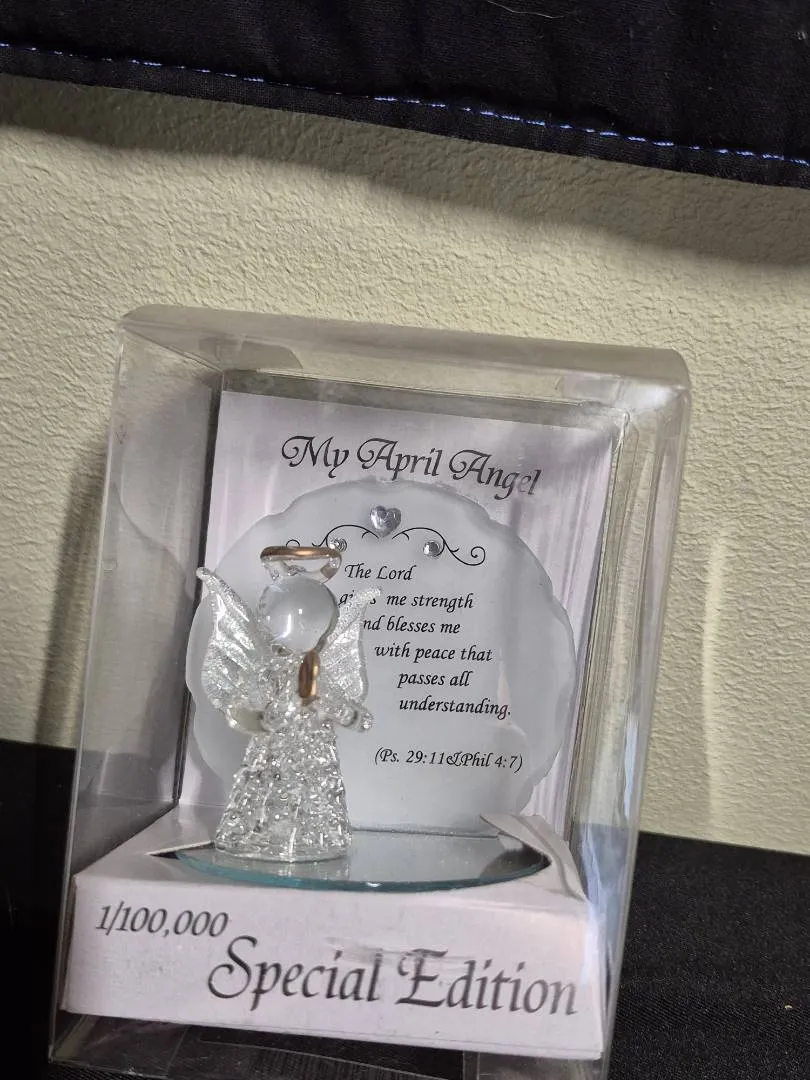 My April Angel
The Lord
me strength
nd blesses me
with peace that
passes all
understanding.
(Ps. 29:11&Phil 4:7)
1/100,000
Special Edition